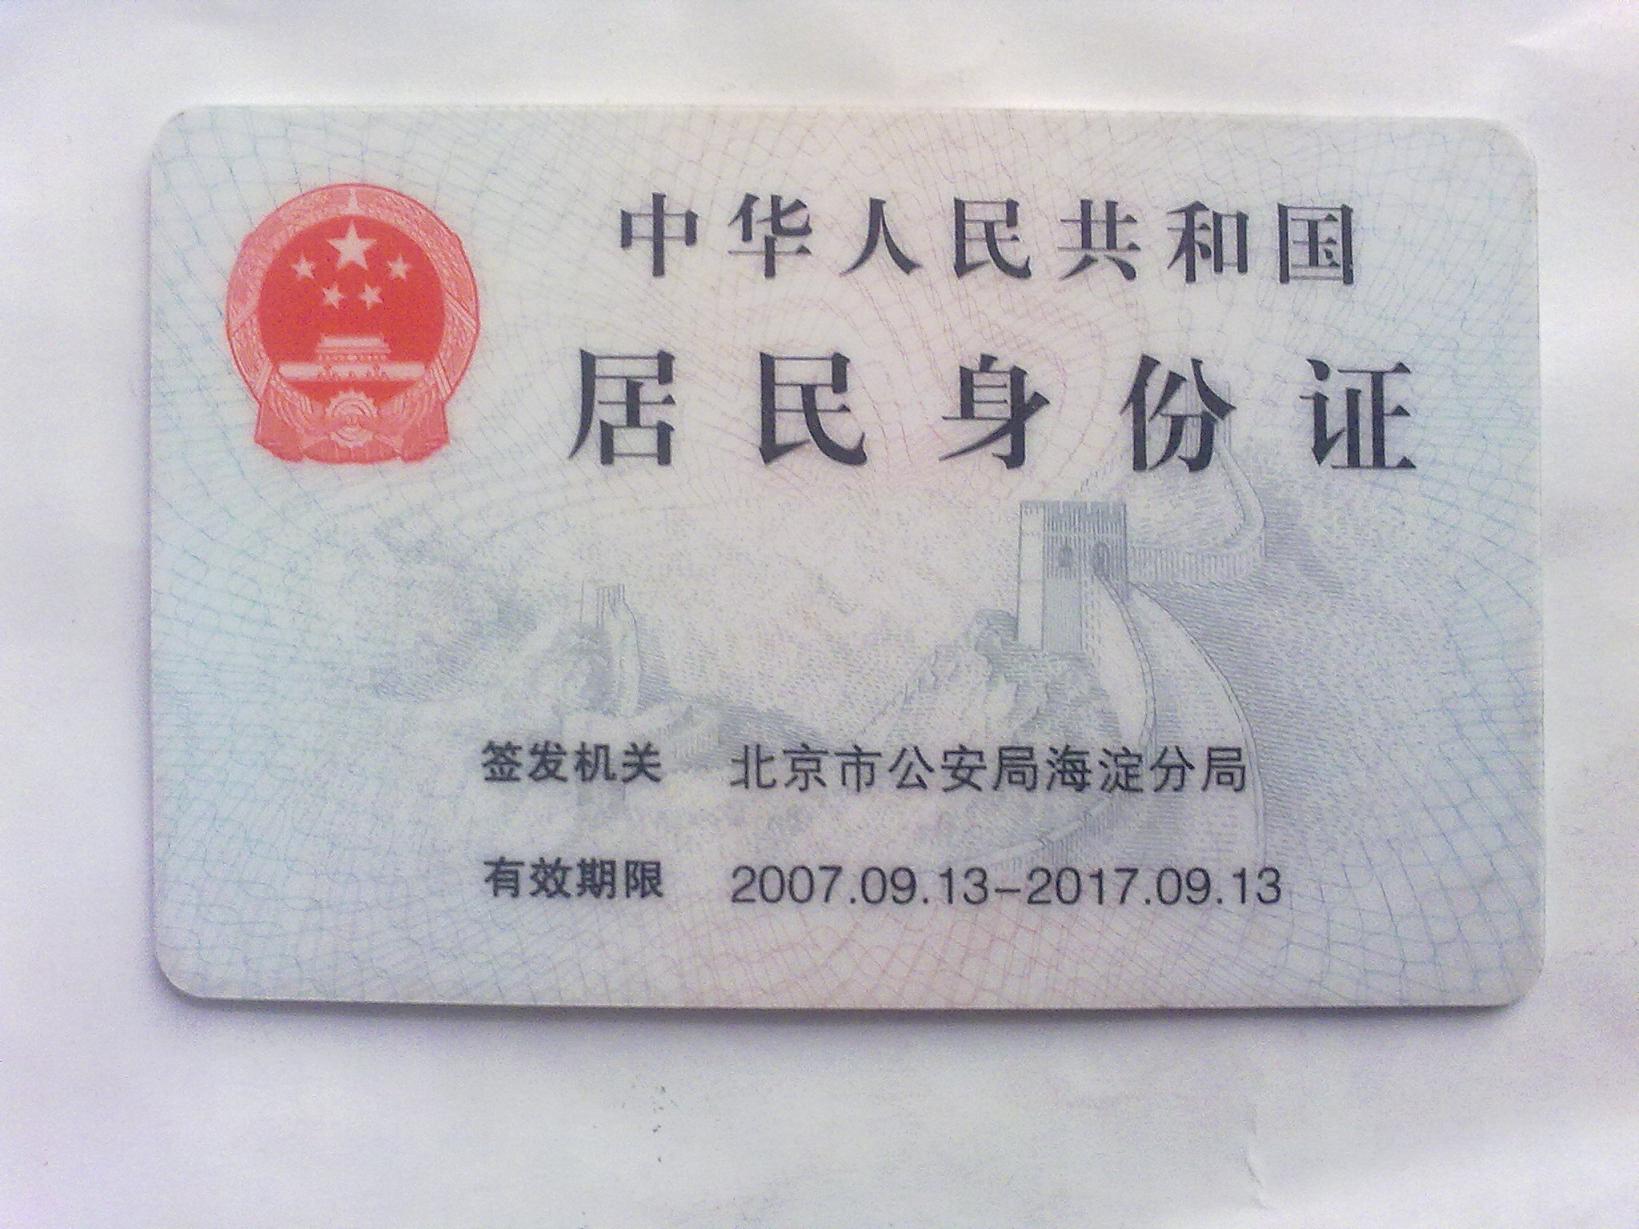 中华人民共和国
居民身份证
签发机关 北京市公安局海淀分局
有效期限 2007.09.13-2017.09.13